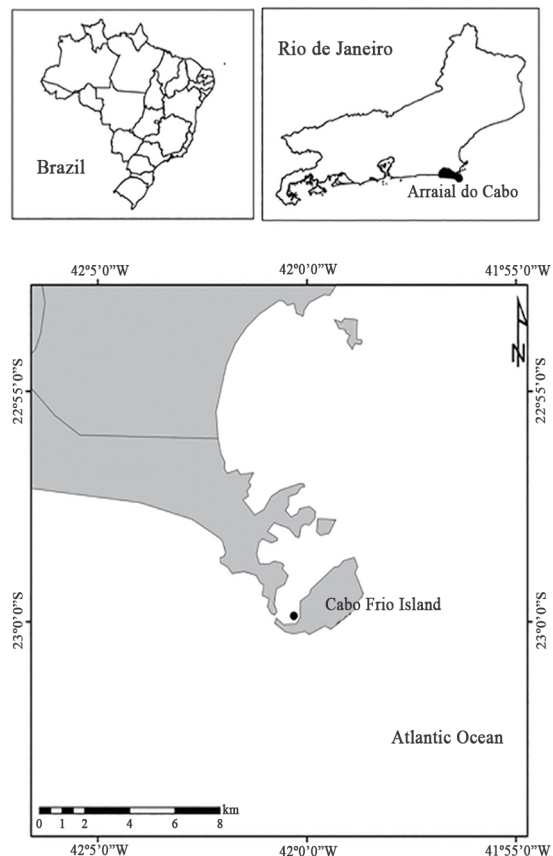 Brazil
Rio de Janeiro
Arraial do Cabo
42°5'0"W 42°0'0"W 41°55'0"W
N
22°55'0"S 22°55'0"S
Cabo Frio Island
23°0'0"S 23°0'0"S
Atlantic Ocean
km
0 1 2 4 6 8
42°5'0"W 42°0'0"W 41°55'0"W